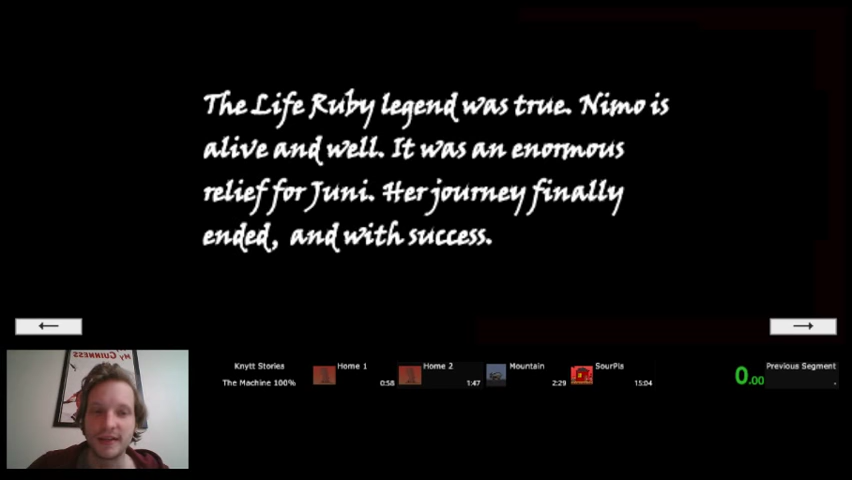 The Life Ruby legend was true. Nimo is
alive and well. It was an enormous
relief for Juni. Her journey finally
ended, and with success.
←
→
MY GUINNESS
Knytt Stories
The Machine 100%
Home 1
0:58
Home 2
1:47
Mountain
2:29
SourPla
15:04
0.00
Previous Segment